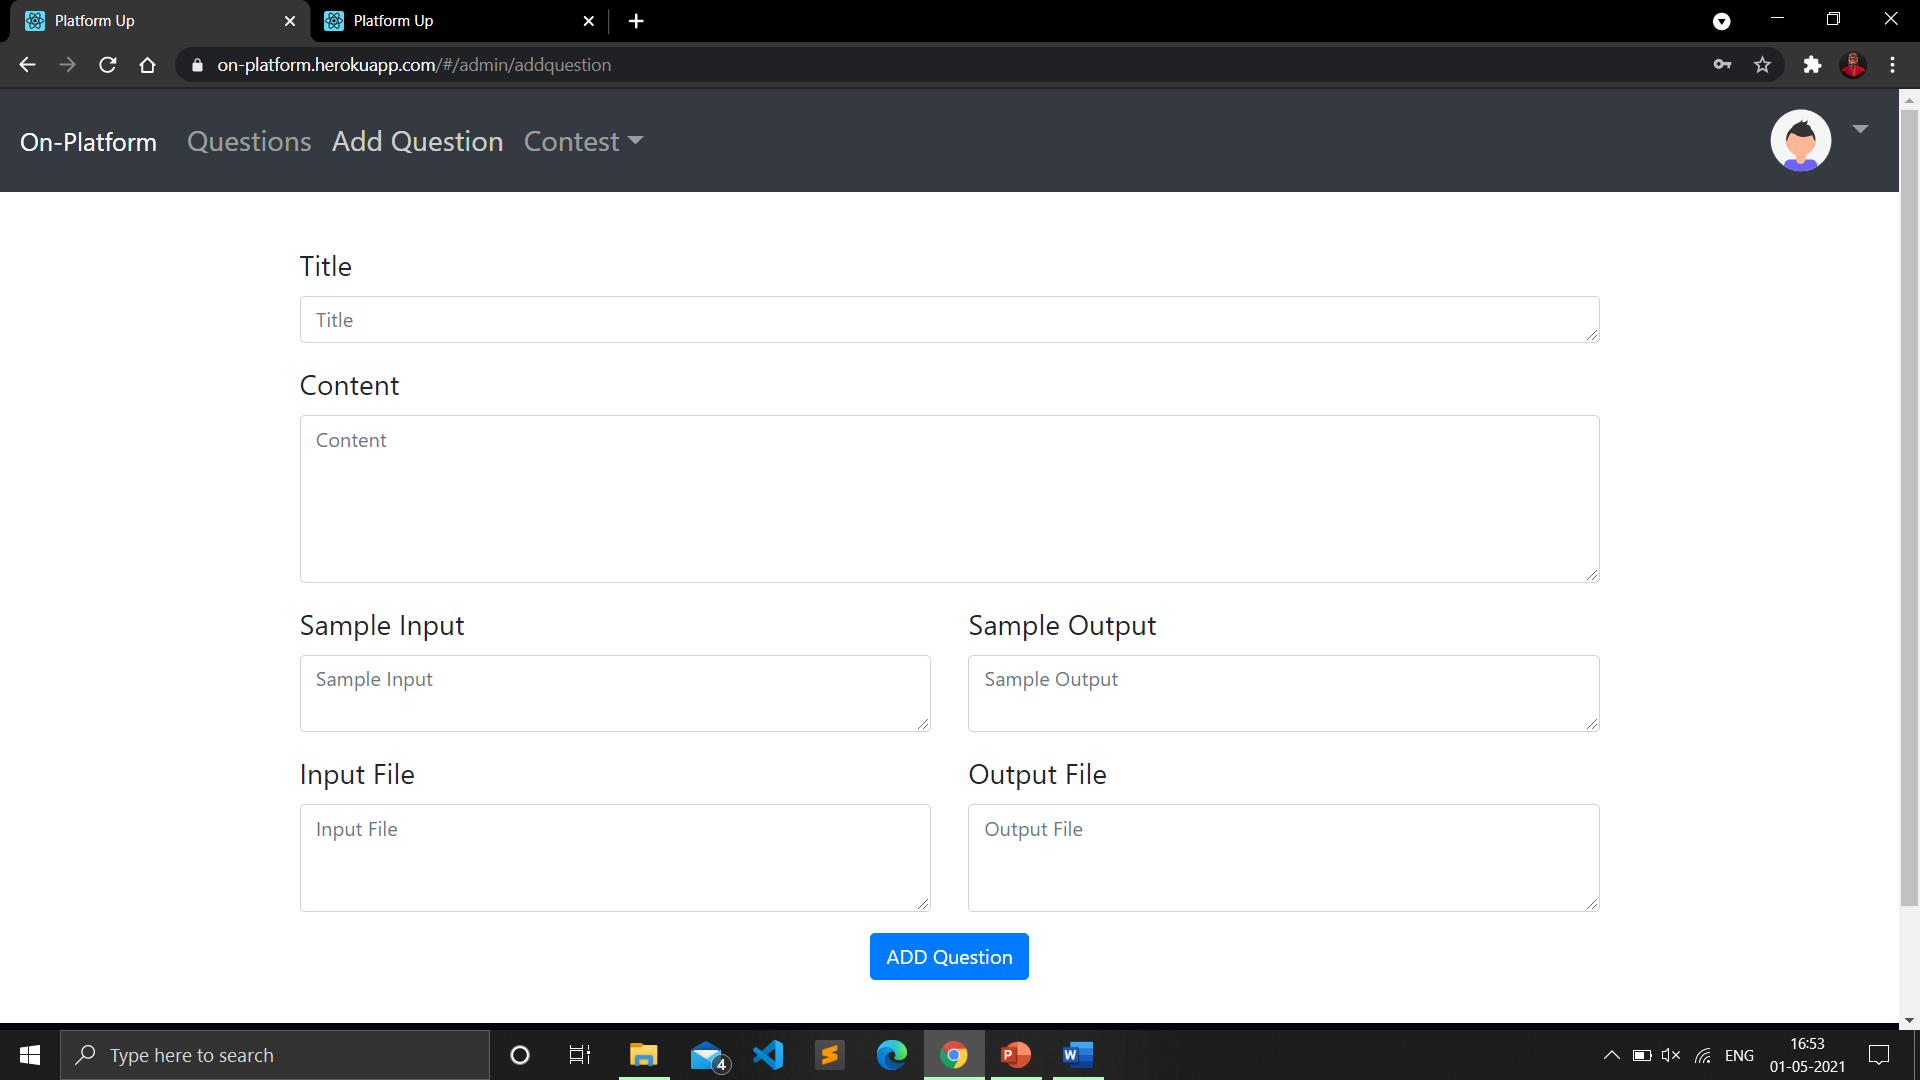 Platform Up
Platform Up
on-platform.herokuapp.com/#/admin/addquestion
On-Platform Questions Add Question Contest
Title
Title
Content
Content
Sample Input
Sample Input
Sample Output
Sample Output
Input File
Input File
Output File
Output File
ADD Question
Type here to search
4
P
W
ENG
16:53
01-05-2021